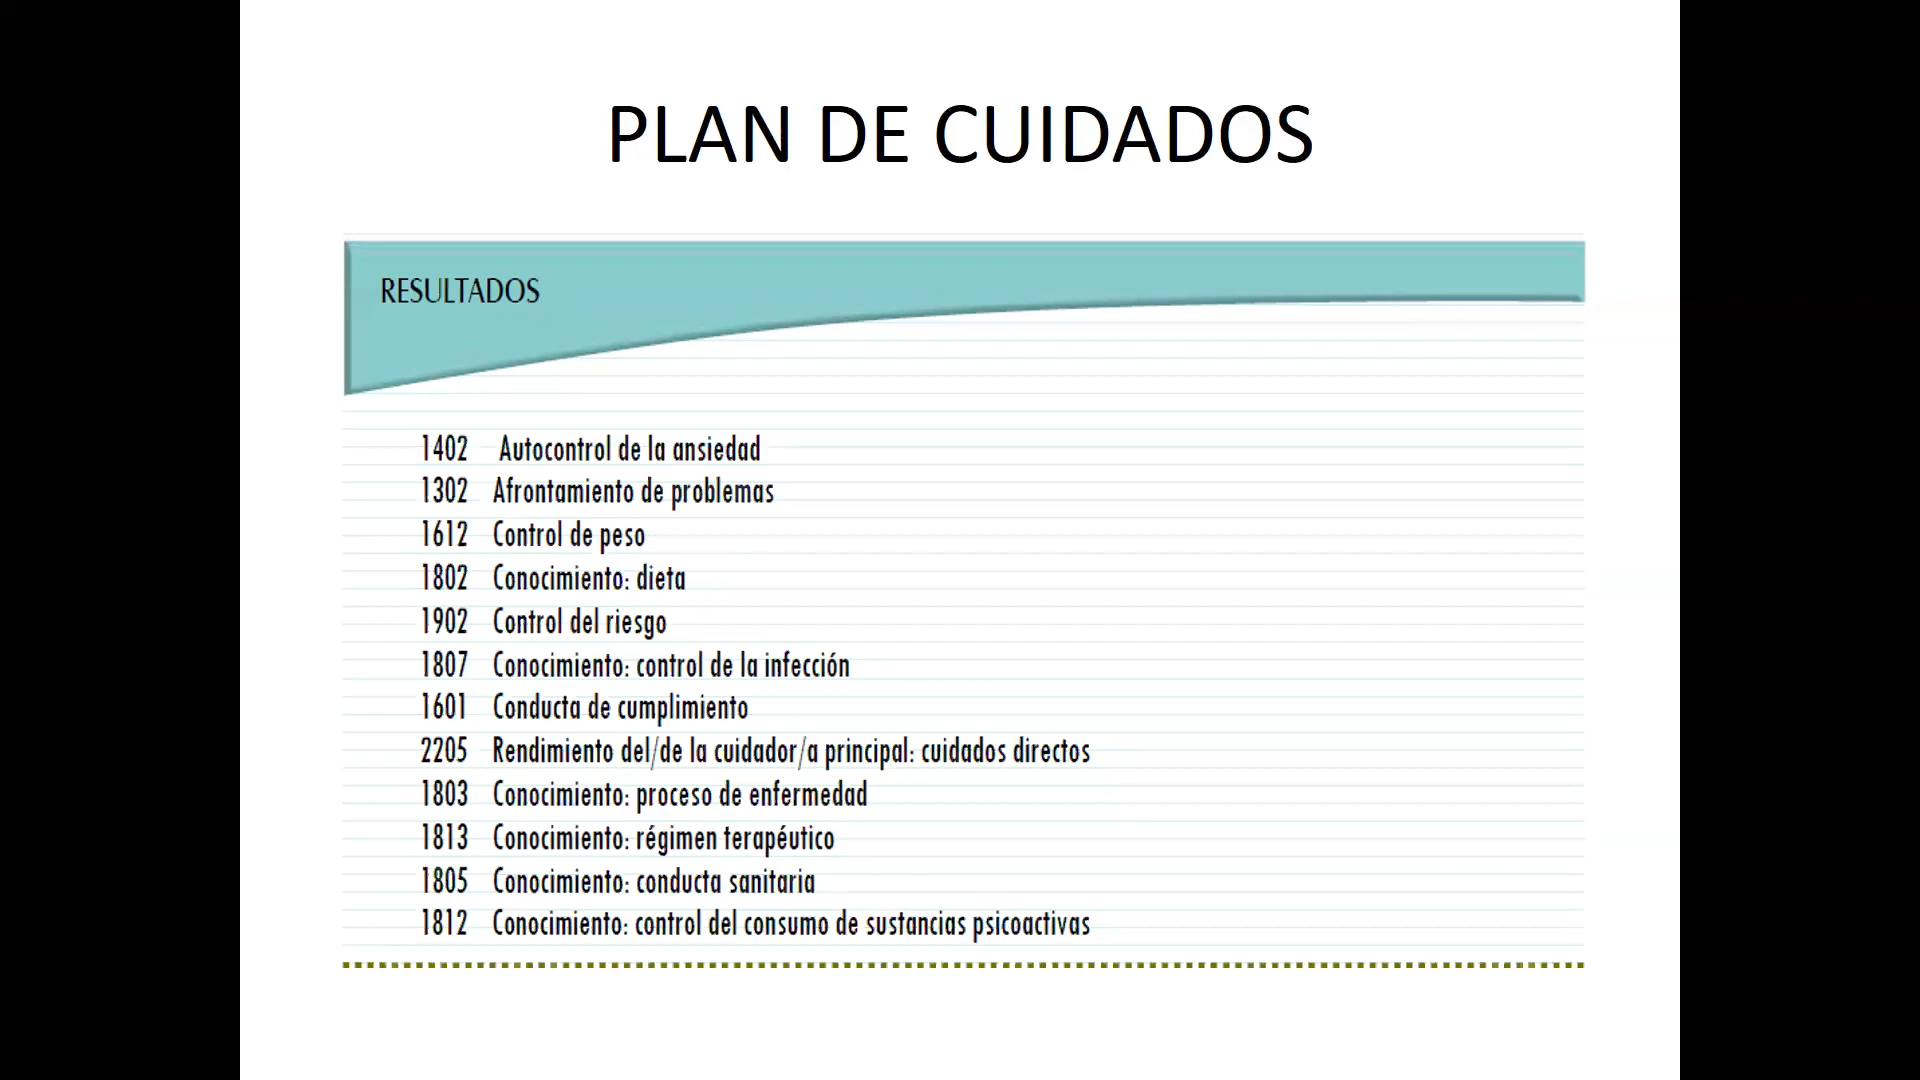 PLAN DE CUIDADOS
RESULTADOS
1402 Autocontrol de la ansiedad
1302 Afrontamiento de problemas
1612 Control de peso
1802 Conocimiento: dieta
1902 Control del riesgo
1807 Conocimiento: control de la infección
1601 Conducta de cumplimiento
2205 Rendimiento del/de la cuidador/a principal: cuidados directos
1803 Conocimiento: proceso de enfermedad
1813 Conocimiento: régimen terapéutico
1805 Conocimiento: conducta sanitaria
1812 Conocimiento: control del consumo de sustancias psicoactivas